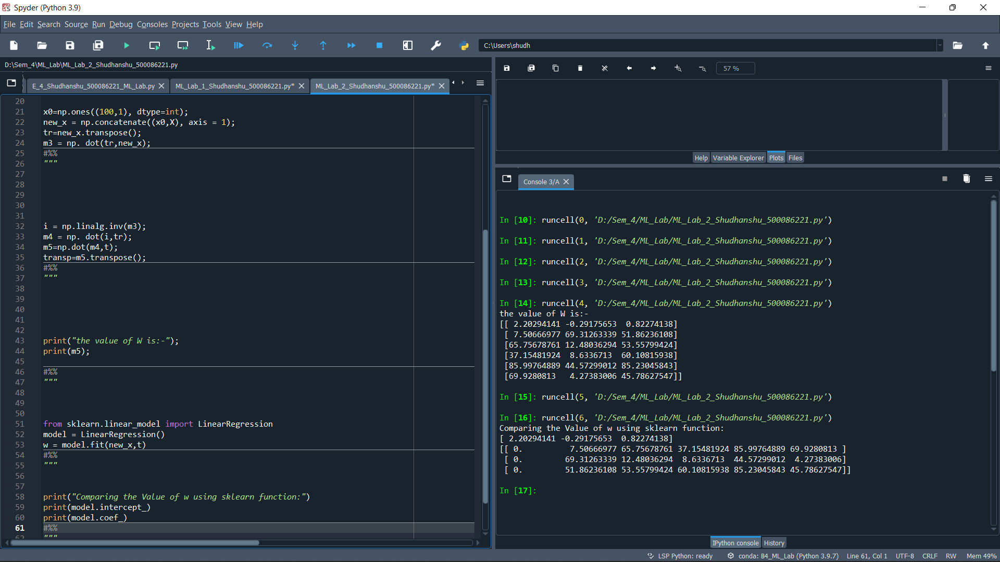 Spyder (Python 3.9)
File Edit Search Source Run Debug Consoles Projects Tools View Help
C:\Users\shudh
D:\Sem_4\ML_Lab\ML_Lab_2_Shudhanshu_500086221.py
E_4_Shudhanshu_500086221_ML_Lab.py ML_Lab_1_Shudhanshu_500086221.py* ML_Lab_2_Shudhanshu_500086221.py*
20
21 x0=np.ones((100,1), dtype=int);
22 new_x = np.concatenate((x0,X), axis = 1);
23 tr=new_x.transpose();
24 m3 = np. dot(tr,new_x);
25 #%%
26 """
27
28
29
30
31
32 i = np.linalg.inv(m3);
33 m4 = np. dot(i,tr);
34 m5=np.dot(m4,t);
35 transp=m5.transpose();
36 #%%
37 """
38
39
40
41
42
43 print("the value of W is:-");
44 print(m5);
45
46 #%%
47 """
48
49
50
51 from sklearn.linear_model import LinearRegression
52 model = LinearRegression()
53 w = model.fit(new_x,t)
54 #%%
55 """
56
57
58 print("Comparing the Value of w using sklearn function:")
59 print(model.intercept_)
60 print(model.coef_)
61 #%%
62 """
57 %
Help Variable Explorer Plots Files
Console 3/A
In [10]: runcell(0, 'D:/Sem_4/ML_Lab/ML_Lab_2_Shudhanshu_500086221.py')
In [11]: runcell(1, 'D:/Sem_4/ML_Lab/ML_Lab_2_Shudhanshu_500086221.py')
In [12]: runcell(2, 'D:/Sem_4/ML_Lab/ML_Lab_2_Shudhanshu_500086221.py')
In [13]: runcell(3, 'D:/Sem_4/ML_Lab/ML_Lab_2_Shudhanshu_500086221.py')
In [14]: runcell(4, 'D:/Sem_4/ML_Lab/ML_Lab_2_Shudhanshu_500086221.py')
the value of W is:-
[[ 2.20294141 -0.29175653  0.82274138]
 [ 7.50666977 69.31263339 51.86236108]
 [65.75678761 12.48036294 53.55799424]
 [37.15481924  8.6336713  60.10815938]
 [85.99764889 44.57299012 85.23045843]
 [69.9280813   4.27383006 45.78627547]]
In [15]: runcell(5, 'D:/Sem_4/ML_Lab/ML_Lab_2_Shudhanshu_500086221.py')
In [16]: runcell(6, 'D:/Sem_4/ML_Lab/ML_Lab_2_Shudhanshu_500086221.py')
Comparing the Value of w using sklearn function:
[ 2.20294141 -0.29175653  0.82274138]
[[ 0.          7.50666977 65.75678761 37.15481924 85.99764889 69.9280813 ]
 [ 0.         69.31263339 12.48036294  8.6336713  44.57299012  4.27383006]
 [ 0.         51.86236108 53.55799424 60.10815938 85.23045843 45.78627547]]
In [17]:
IPython console History
LSP Python: ready conda: B4_ML_Lab (Python 3.9.7) Line 61, Col 1 UTF-8 CRLF RW Mem 49%